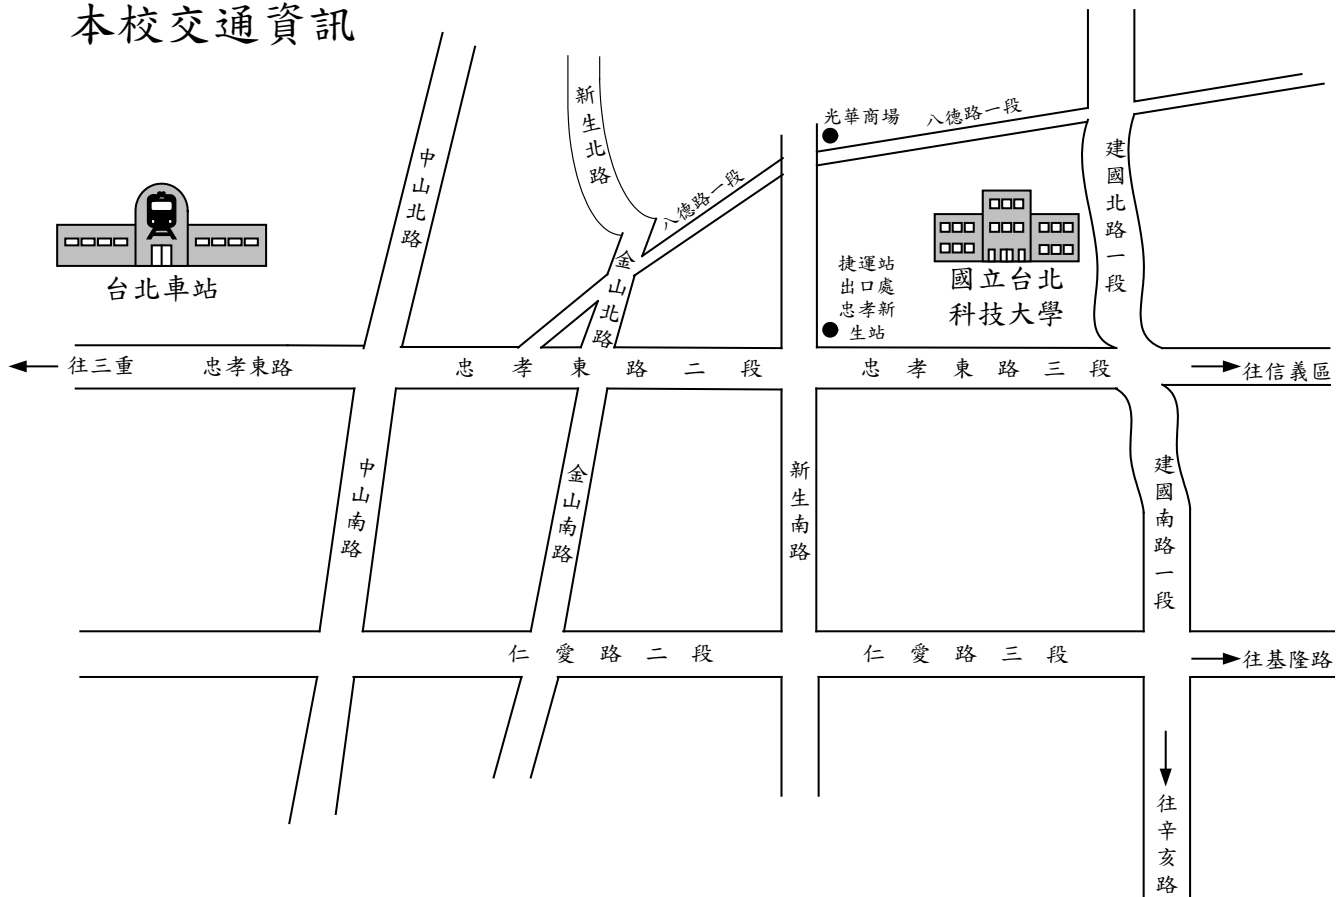 本校交通資訊
新生北路
中山北路
光華商場
八德路一段
八德路一段
建國北路一段
台北車站
金山北路
捷運站
出口處
忠孝新
生站
國立台北
科技大學
往三重
忠孝東路
忠孝東路二段
忠孝東路三段
往信義區
中山南路
金山南路
新生南路
建國南路一段
仁愛路二段
仁愛路三段
往基隆路
往辛亥路